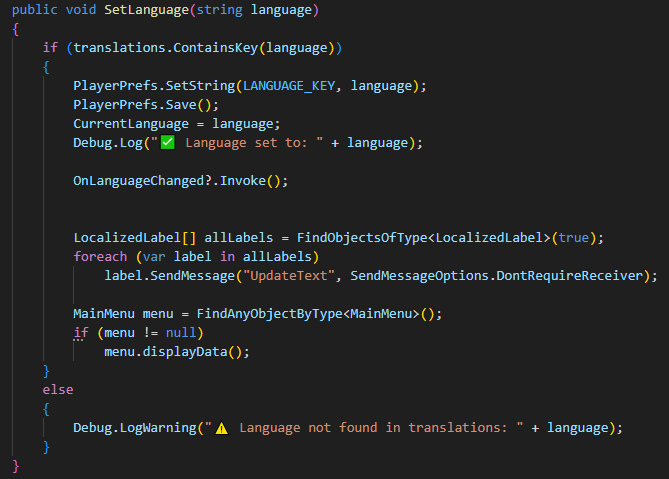 public void SetLanguage(string language)
{
if (translations.ContainsKey(language))
{
PlayerPrefs.SetString(LANGUAGE_KEY, language);
PlayerPrefs.Save();
CurrentLanguage = language;
Debug.Log("✅ Language set to: " + language);
OnLanguageChanged?.Invoke();
LocalizedLabel[] allLabels = FindObjectsOfType<LocalizedLabel>(true);
foreach (var label in allLabels)
label.SendMessage("UpdateText", SendMessageOptions.DontRequireReceiver);
MainMenu menu = FindAnyObjectByType<MainMenu>();
if (menu != null)
menu.displayData();
}
else
{
Debug.LogWarning("⚠️ Language not found in translations: " + language);
}
}